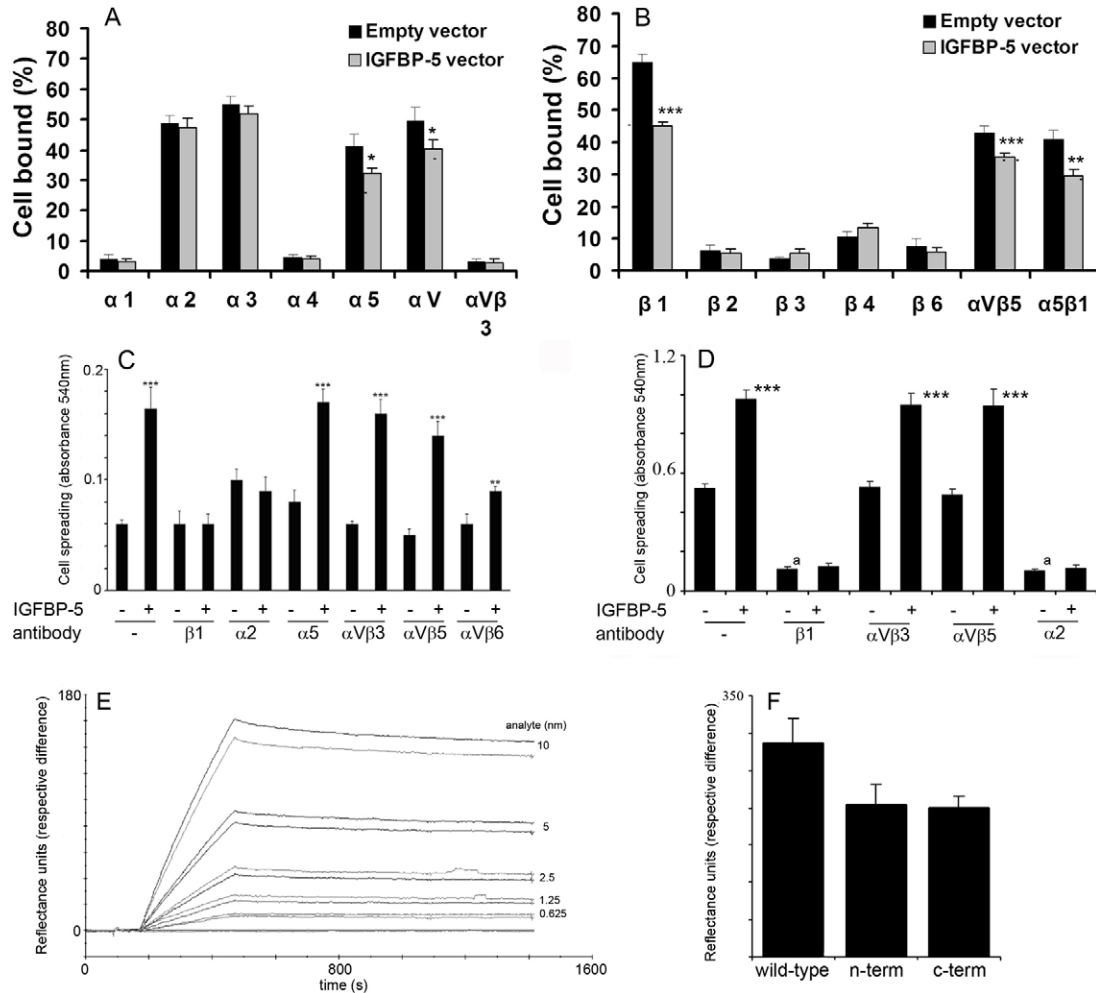 A
Empty vector
IGFBP-5 vector
Cell bound (%)
80
70
60
50
40
30
20
10
0
*
*
α 1
α 2
α 3
α 4
α 5
α V
αVβ
3
B
Empty vector
IGFBP-5 vector
Cell bound (%)
80
70
60
50
40
30
20
10
0
***
***
**
β 1
β 2
β 3
β 4
β 6
αVβ5
α5β1
C
Cell spreading (absorbance 540nm)
0.2
0.1
0
***
***
***
***
**
IGFBP-5 - + - + - + - + - + - + - +
antibody - β1 α2 α5 αVβ3 αVβ5 αVβ6
D
Cell spreading (absorbance 540nm)
1.2
0.6
0
***
a
***
***
a
IGFBP-5 - + - + - + - + - +
antibody - β1 αVβ3 αVβ5 α2
E
Reflectance units (respective difference)
180
0
analyte (nm)
10
5
2.5
1.25
0.625
0 800 1600
time (s)
F
Reflectance units (respective difference)
350
wild-type n-term c-term